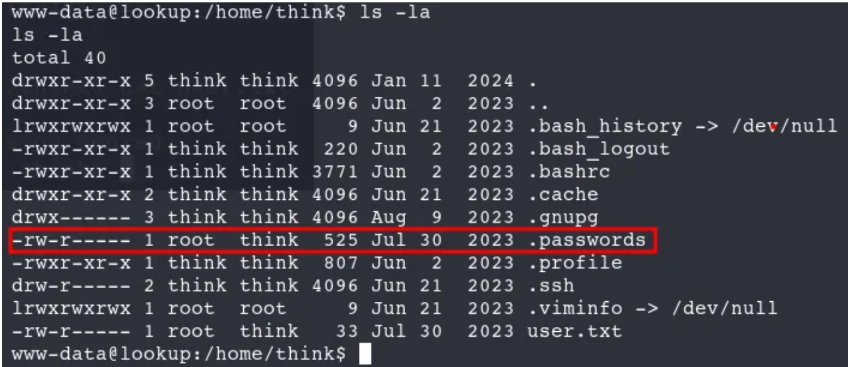 www-data@lookup:/home/think$ ls -la
ls -la
total 40
drwxr-xr-x 5 think think 4096 Jan 11  2024 .
drwxr-xr-x 3 root  root  4096 Jun  2  2023 ..
lrwxrwxrwx 1 root  root     9 Jun 21  2023 .bash_history -> /dev/null
-rwxr-xr-x 1 think think  220 Jun  2  2023 .bash_logout
-rwxr-xr-x 1 think think 3771 Jun  2  2023 .bashrc
drwxr-xr-x 2 think think 4096 Jun 21  2023 .cache
drwx------ 3 think think 4096 Aug  9  2023 .gnupg
-rw-r----- 1 root  think  525 Jul 30  2023 .passwords
-rwxr-xr-x 1 think think  807 Jun  2  2023 .profile
drw-r----- 2 think think 4096 Jun 21  2023 .ssh
lrwxrwxrwx 1 root  root     9 Jun 21  2023 .viminfo -> /dev/null
-rw-r----- 1 root  think   33 Jul 30  2023 user.txt
www-data@lookup:/home/think$